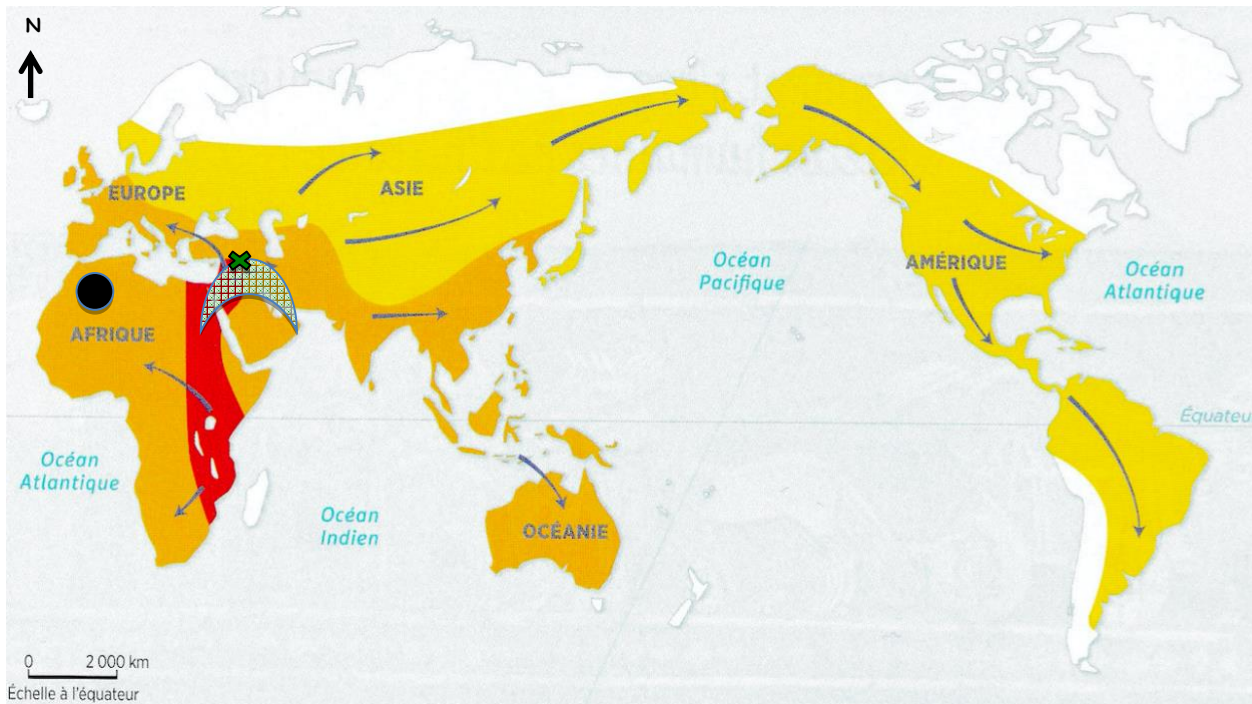 N
EUROPE
ASIE
AFRIQUE
AMÉRIQUE
OCÉANIE
Océan
Pacifique
Océan
Atlantique
Équateur
Océan
Atlantique
Océan
Indien
0 2 000 km
Échelle à l'équateur